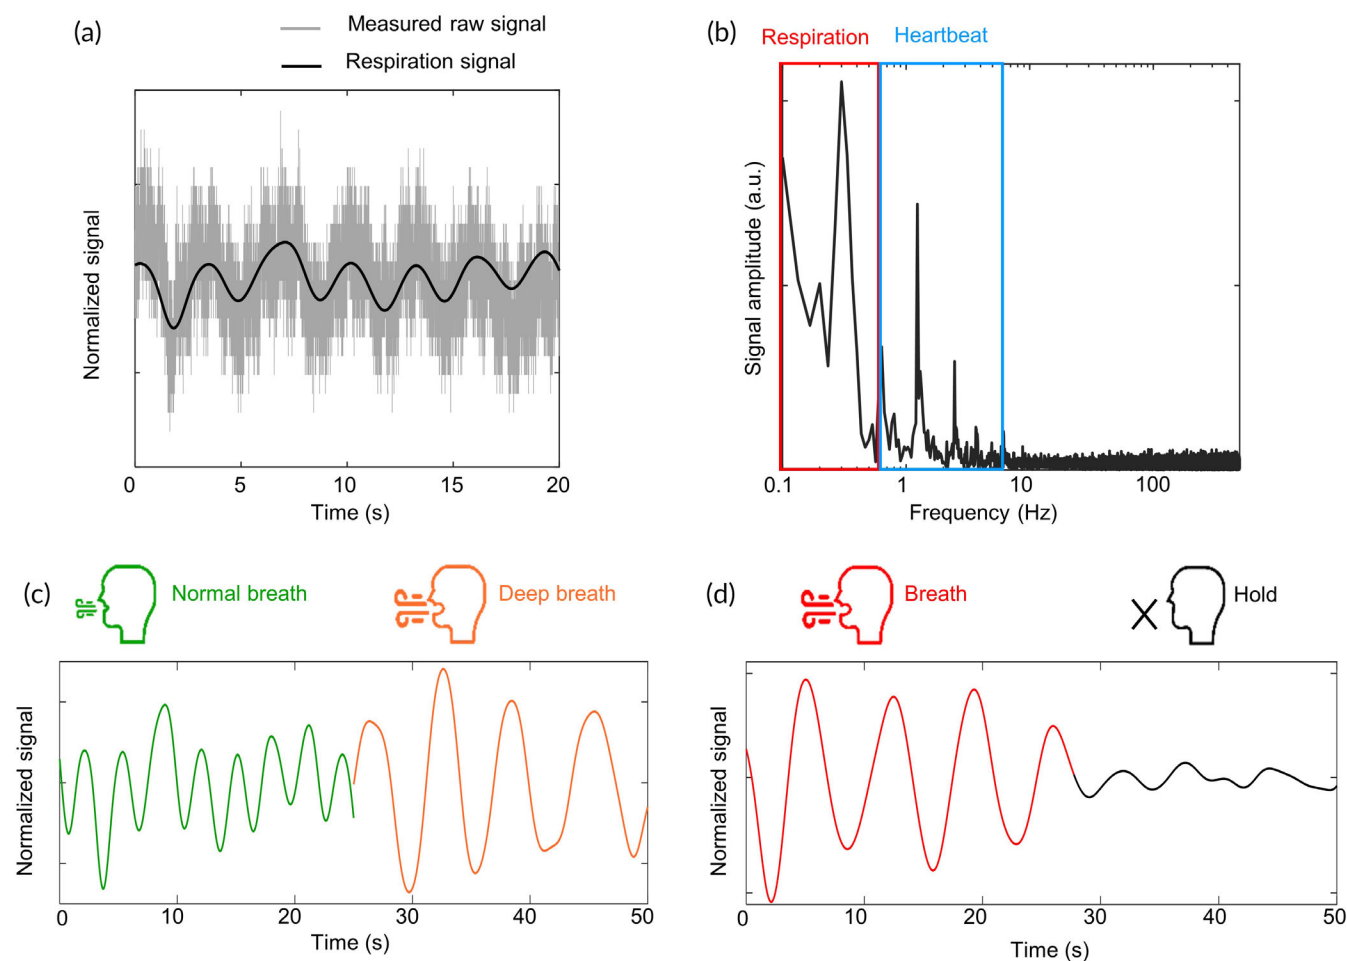 (a)
Measured raw signal
Respiration signal
Normalized signal
0 5 10 15 20
Time (s)
(b)
Respiration Heartbeat
Signal amplitude (a.u.)
0.1 1 10 100
Frequency (Hz)
(c)
Normal breath
Deep breath
Normalized signal
0 10 20 30 40 50
Time (s)
(d)
Breath
Hold
Normalized signal
0 10 20 30 40 50
Time (s)